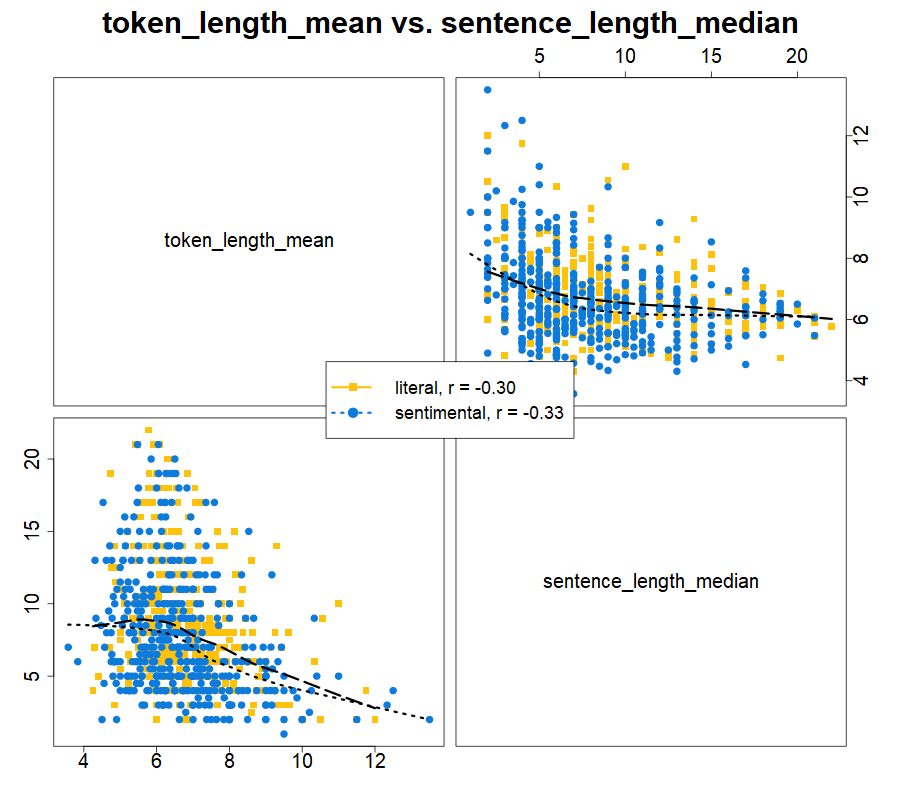 token_length_mean vs. sentence_length_median
5 10 15 20
token_length_mean
4 6 8 10 12
literal, r = -0.30
sentimental, r = -0.33
5 10 15 20
sentence_length_median
4 6 8 10 12